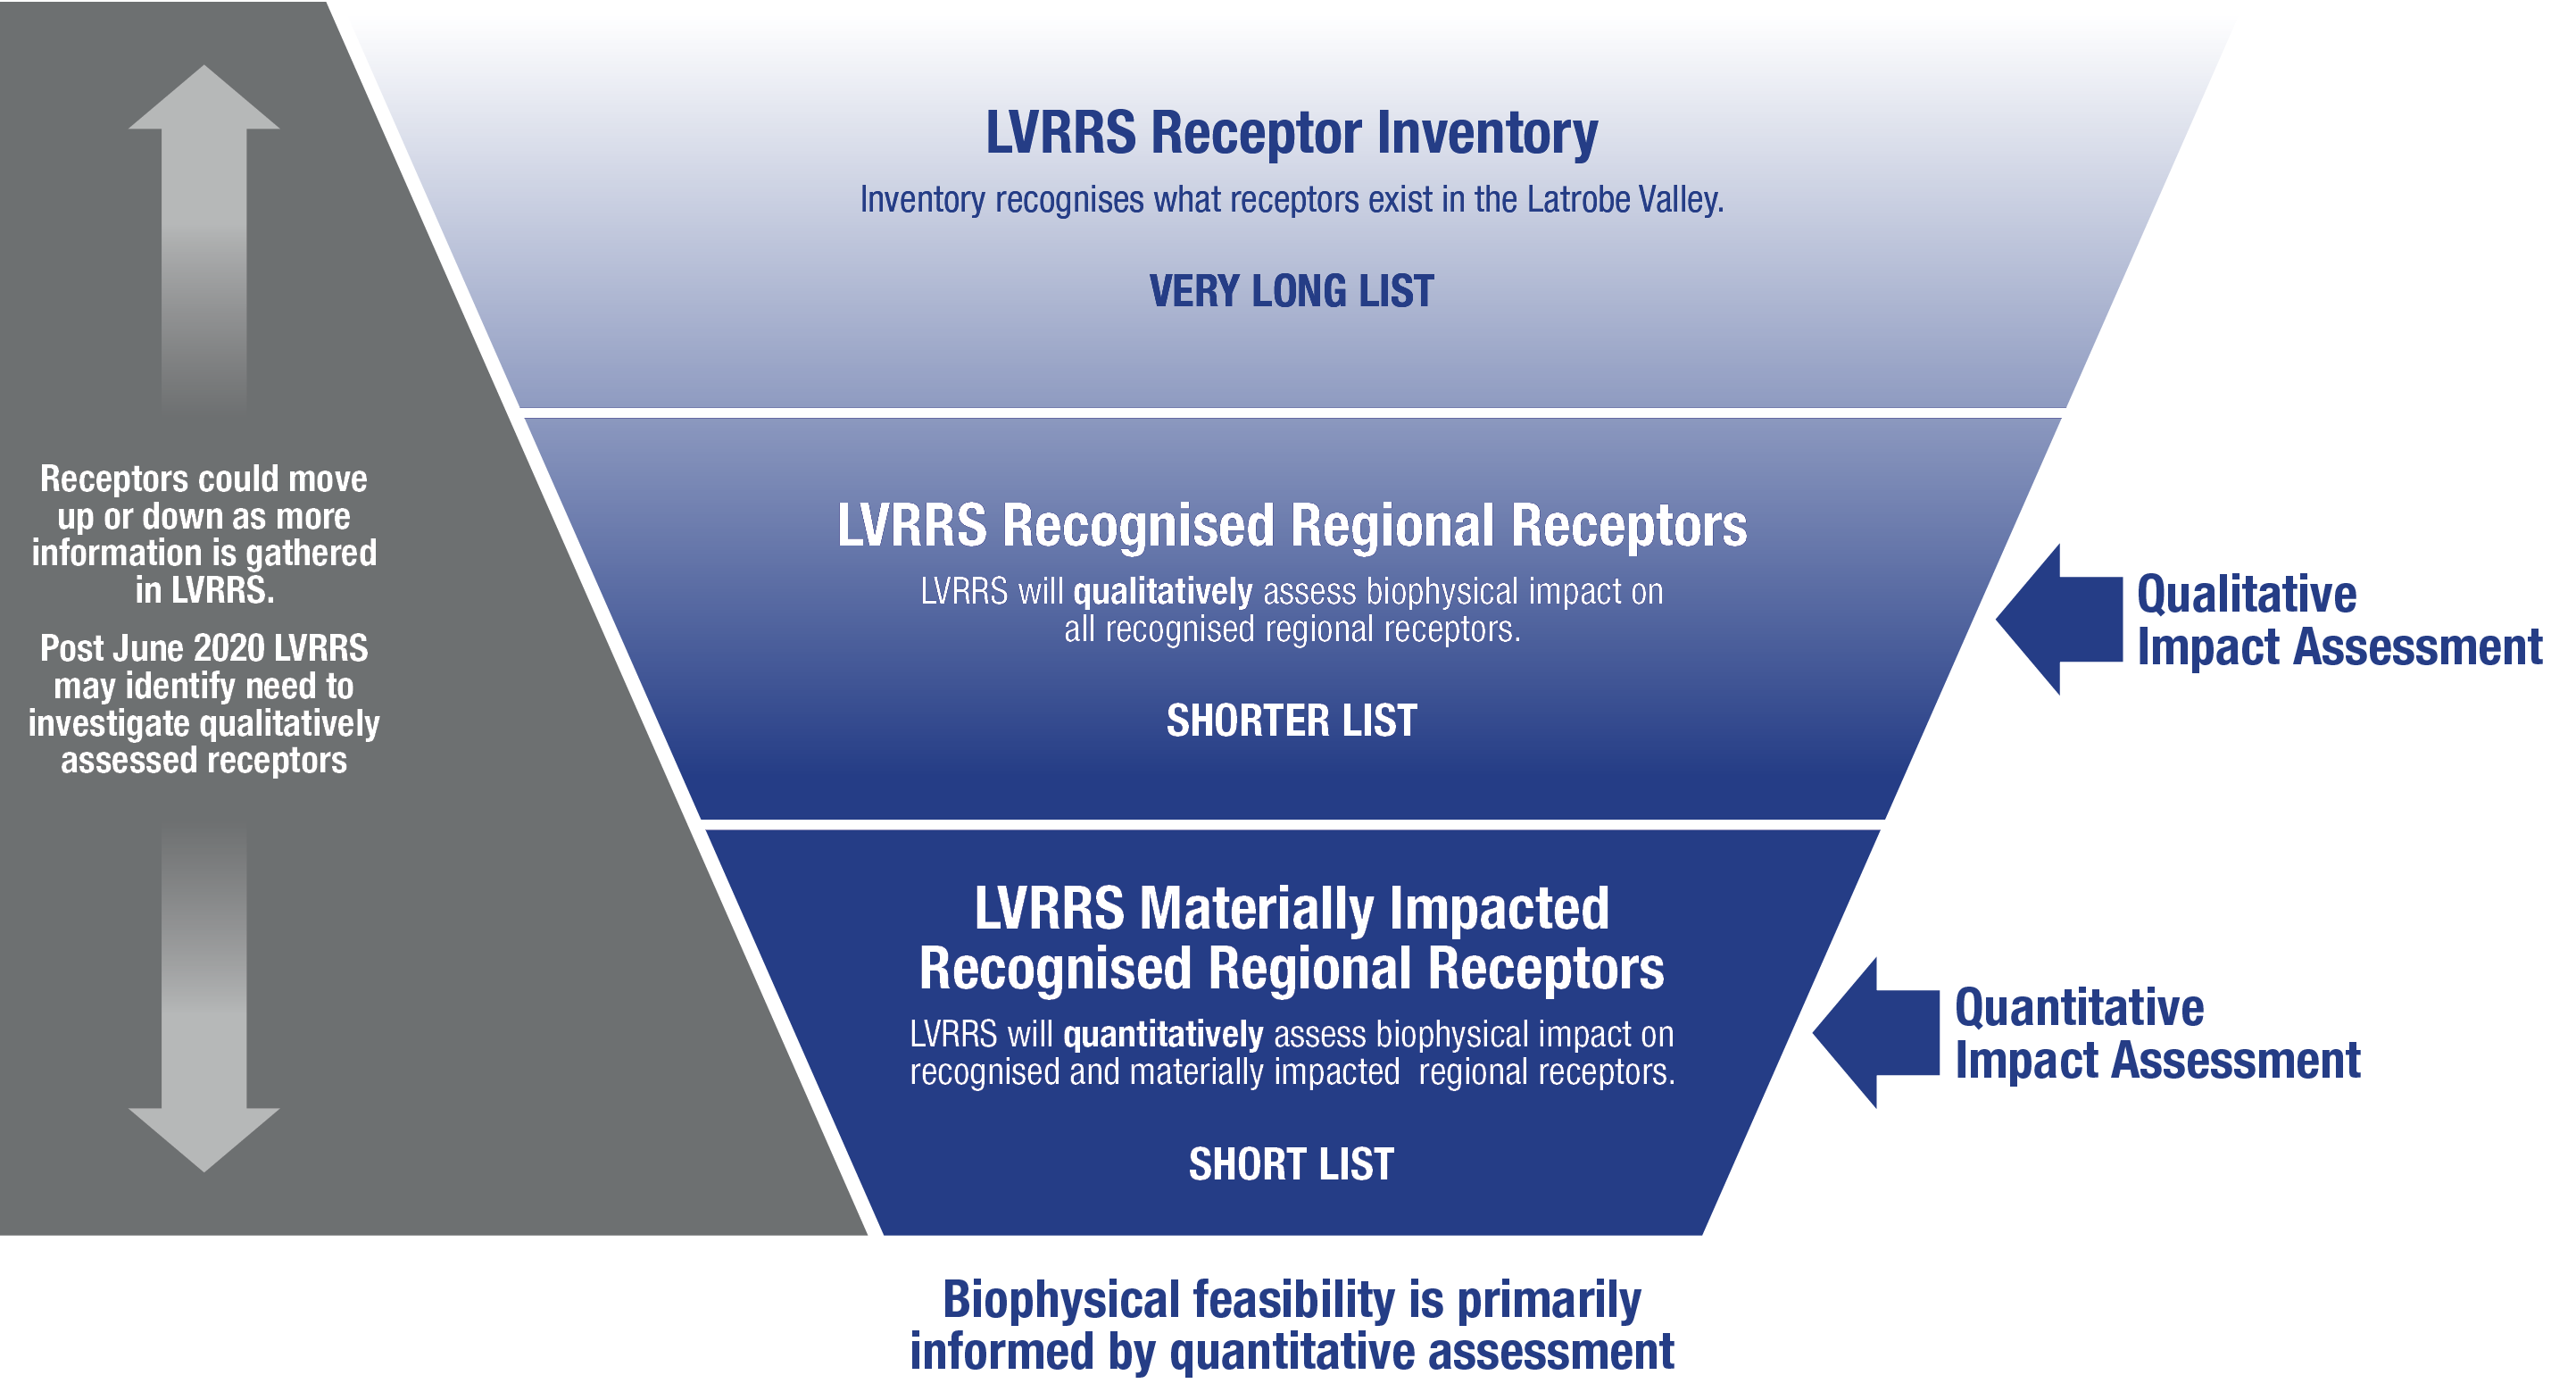 LVRRS Receptor Inventory
Inventory recognises what receptors exist in the Latrobe Valley.
VERY LONG LIST
Receptors could move
up or down as more
information is gathered
in LVRRS.
Post June 2020 LVRRS
may identify need to
investigate qualitatively
assessed receptors
LVRRS Recognised Regional Receptors
LVRRS will qualitatively assess biophysical impact on
all recognised regional receptors.
SHORTER LIST
Qualitative
Impact Assessment
LVRRS Materially Impacted
Recognised Regional Receptors
LVRRS will quantitatively assess biophysical impact on
recognised and materially impacted  regional receptors.
SHORT LIST
Quantitative
Impact Assessment
Biophysical feasibility is primarily
informed by quantitative assessment